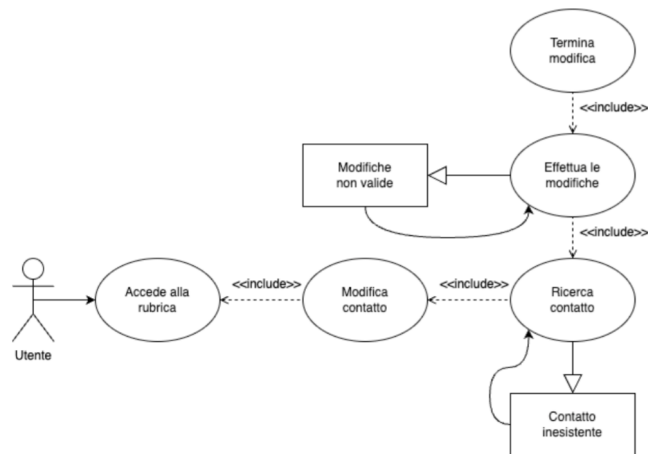 Termina
modifica
<<include>>
Modifiche
non valide
Effettua le
modifiche
<<include>>
Accede alla
rubrica
<<include>>
Modifica
contatto
<<include>>
Ricerca
contatto
Utente
Contatto
inesistente